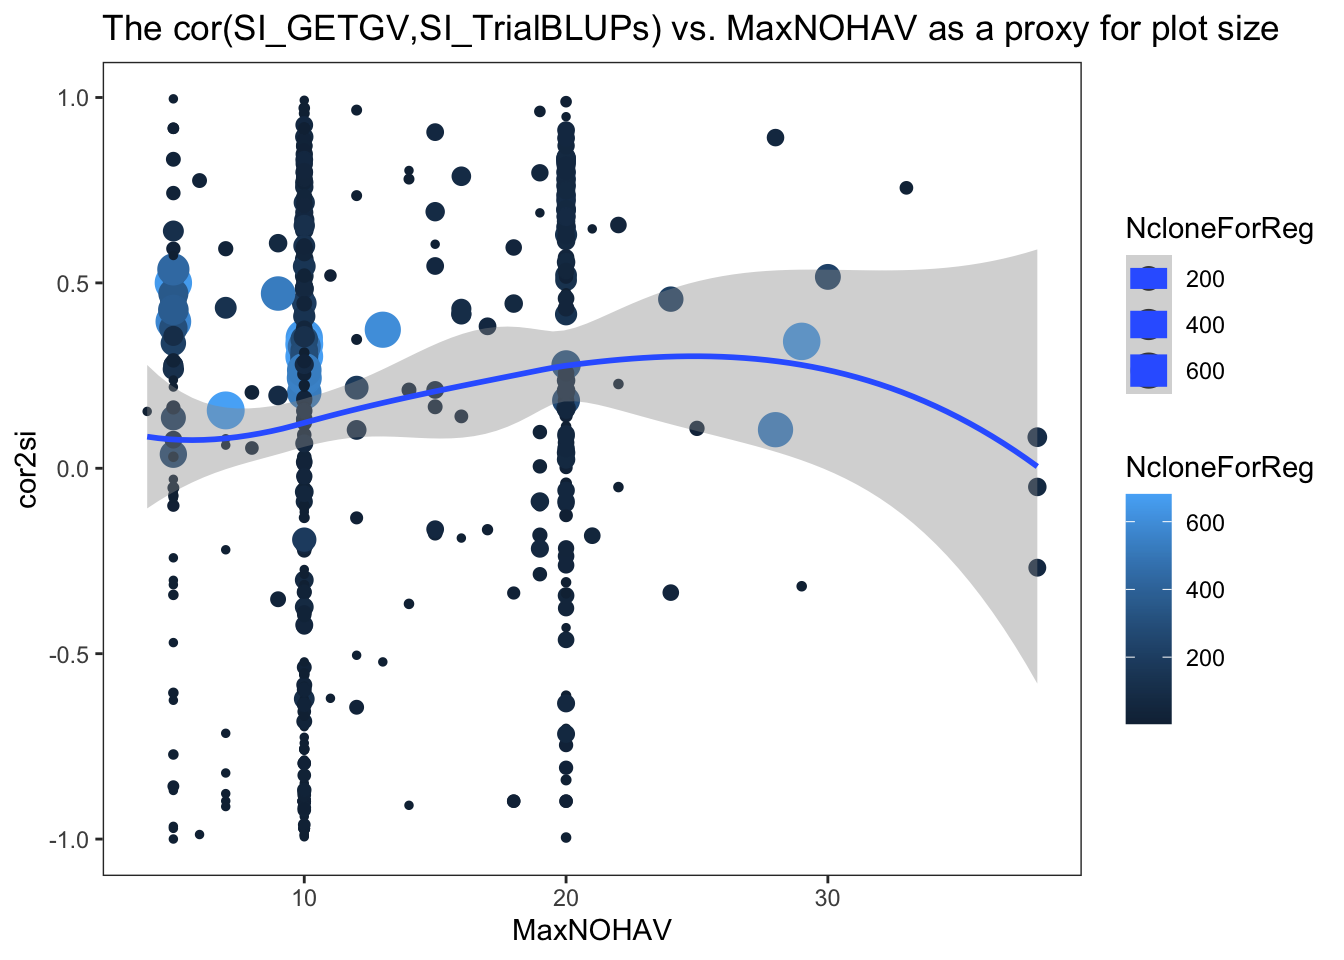 The cor(SI_GETGV,SI_TrialBLUPs) vs. MaxNOHAV as a proxy for plot size
1.0
0.5
0.0
-0.5
-1.0
cor2si
10
20
30
MaxNOHAV
NcloneForReg
200
400
600
NcloneForReg
600
400
200